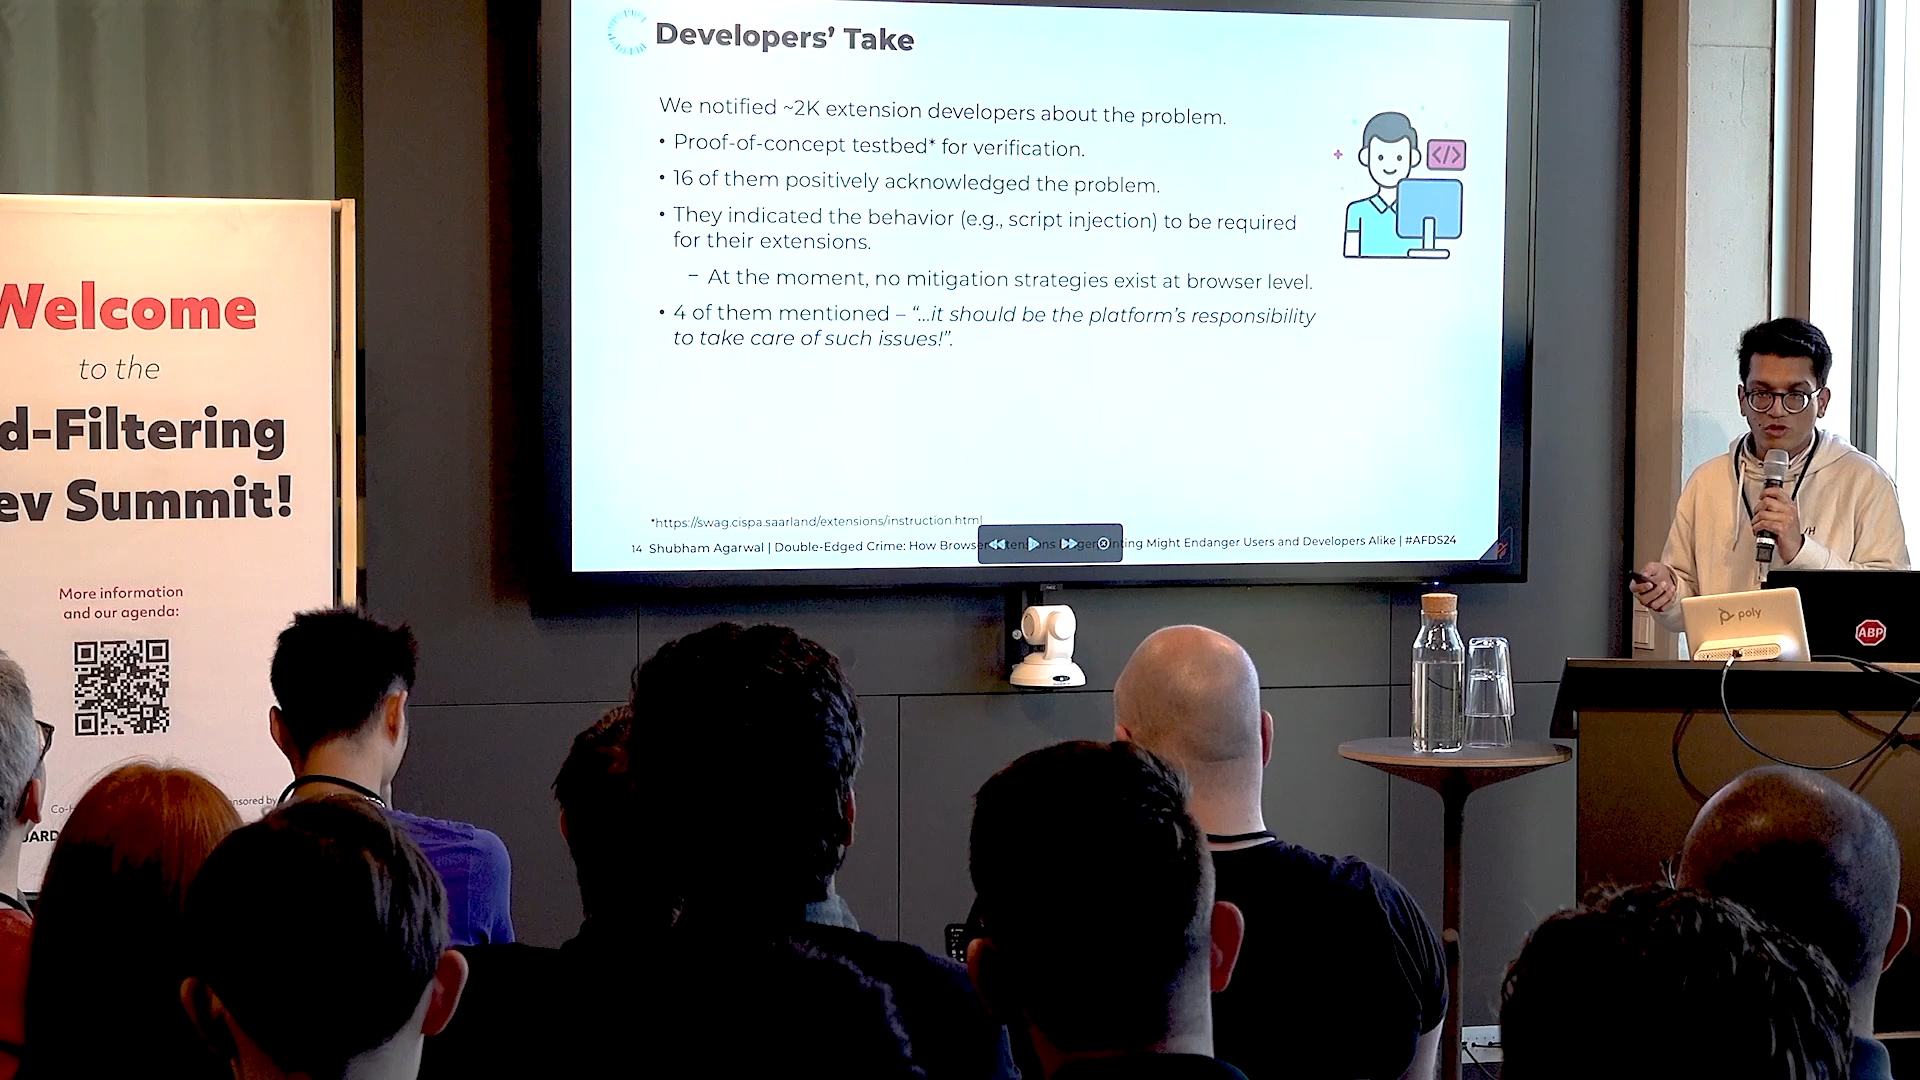 Developers' Take
We notified ~2K extension developers about the problem.
• Proof-of-concept testbed* for verification.
• 16 of them positively acknowledged the problem.
• They indicated the behavior (e.g., script injection) to be required
for their extensions.
– At the moment, no mitigation strategies exist at browser level.
• 4 of them mentioned – “...it should be the platform's responsibility
to take care of such issues!”.
</>
*https://swag.cispa.saarland/extensions/instruction.html
14 Shubham Agarwal | Double-Edged Crime: How Browser Might Endanger Users and Developers Alike | #AFDS24
Welcome
to the
d-Filtering
ev Summit!
More information
and our agenda:
Co-H
nsored by
UARD
poly
ABP